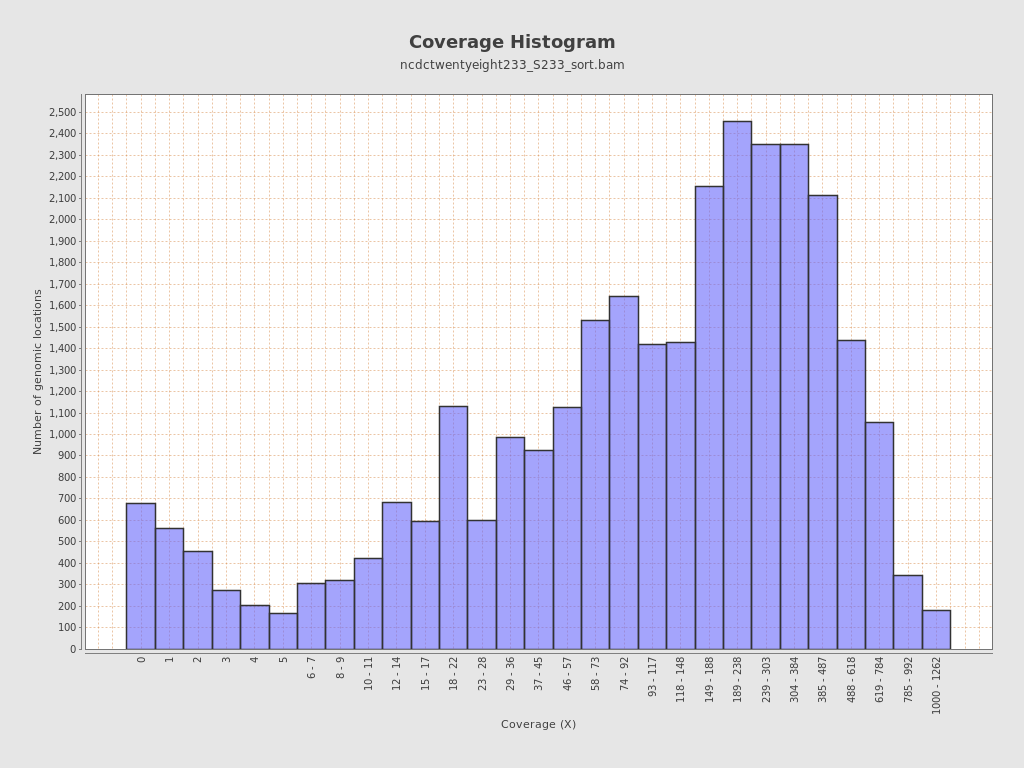 Coverage Histogram
ncdctwentyeight233_S233_sort.bam
Number of genomic locations
2,500
2,400
2,300
2,200
2,100
2,000
1,900
1,800
1,700
1,600
1,500
1,400
1,300
1,200
1,100
1,000
900
800
700
600
500
400
300
200
100
0
0
1
2
3
4
5
6 - 7
8 - 9
10 - 11
12 - 14
15 - 17
18 - 22
23 - 28
29 - 36
37 - 45
46 - 57
58 - 73
74 - 92
93 - 117
118 - 148
149 - 188
189 - 238
239 - 303
304 - 384
385 - 487
488 - 618
619 - 784
785 - 992
1000 - 1262
Coverage (X)